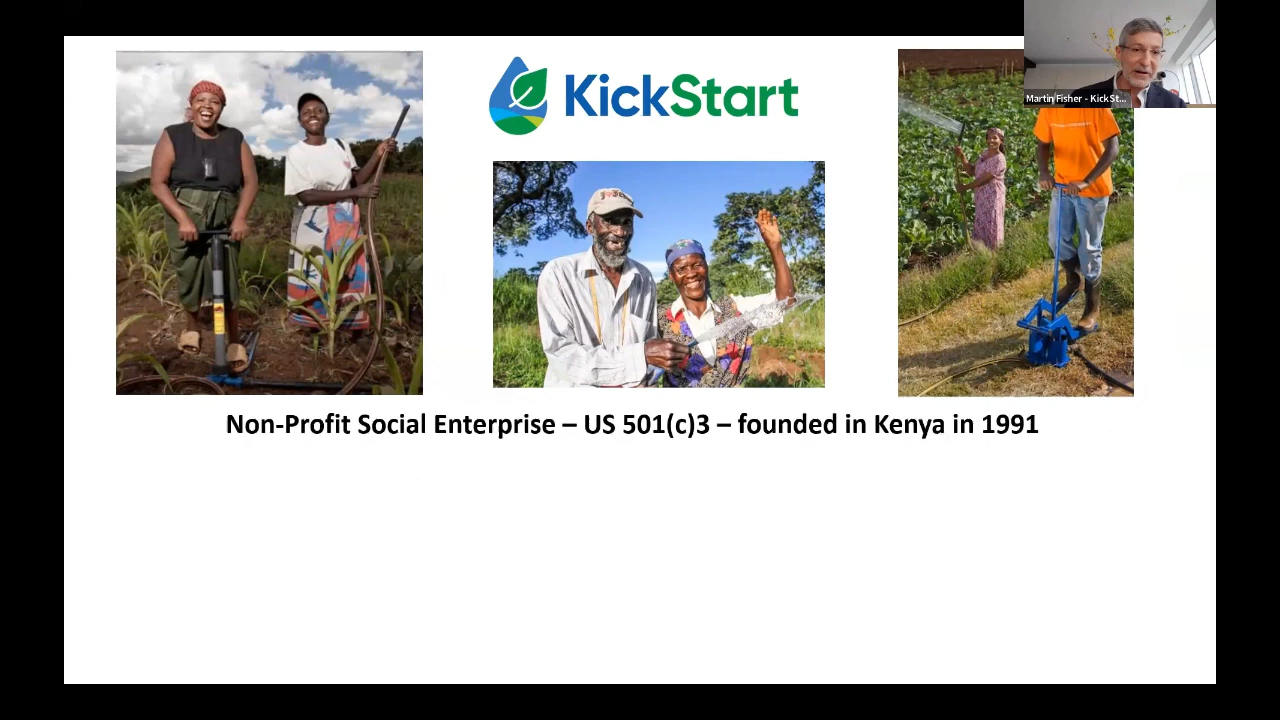 KickStart
Martin Fisher - KickSt...
Non-Profit Social Enterprise – US 501(c)3 – founded in Kenya in 1991